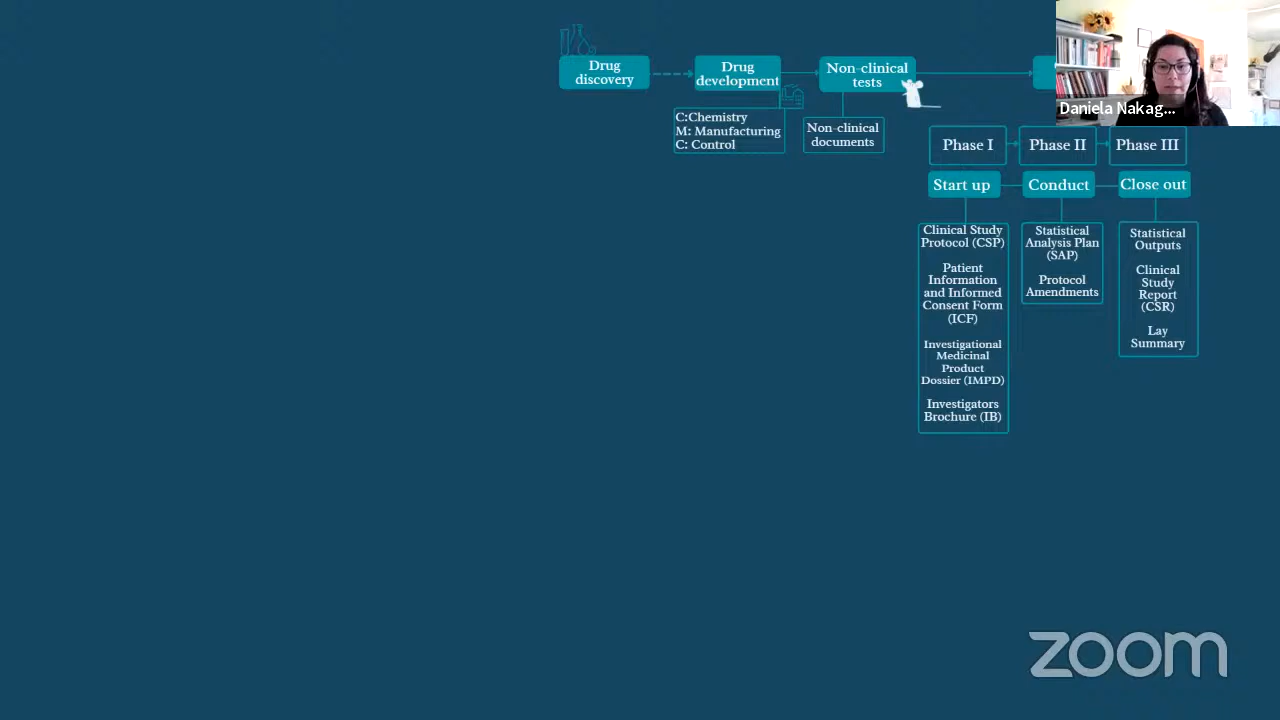 Drug
discovery
Drug
development
Non-clinical
tests
C:Chemistry
M: Manufacturing
C: Control
Non-clinical
documents
Daniela Nakag...
Phase I
Phase II
Phase III
Start up
Conduct
Close out
Clinical Study
Protocol (CSP)
Patient
Information
and Informed
Consent Form
(ICF)
Investigational
Medicinal
Product
Dossier (IMPD)
Investigators
Brochure (IB)
Statistical
Analysis Plan
(SAP)
Protocol
Amendments
Statistical
Outputs
Clinical
Study
Report
(CSR)
Lay
Summary
zoom